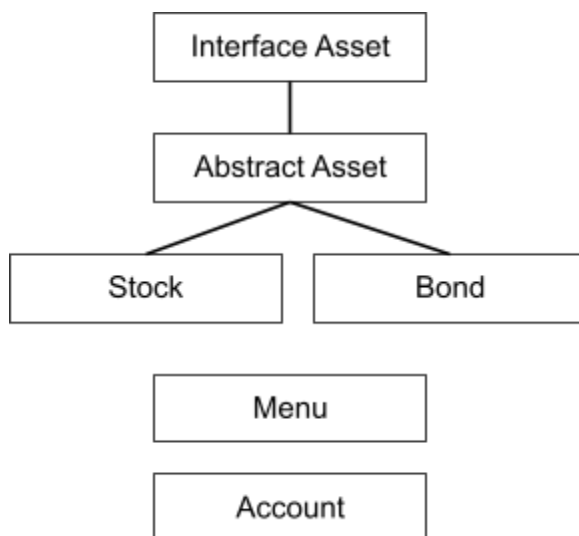 Interface Asset
Abstract Asset
Stock
Bond
Menu
Account